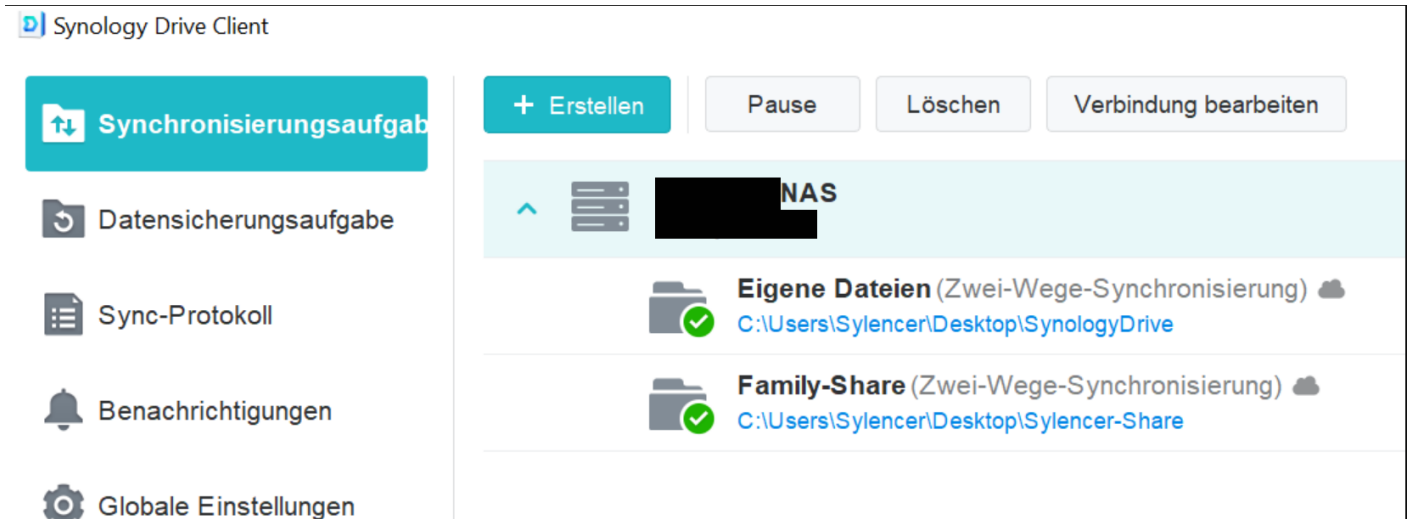 Synology Drive Client
Synchronisierungsaufgab
Datensicherungsaufgabe
Sync-Protokoll
Benachrichtigungen
Globale Einstellungen
+ Erstellen Pause Löschen Verbindung bearbeiten
NAS
Eigene Dateien (Zwei-Wege-Synchronisierung)
C:\Users\Sylencer\Desktop\SynologyDrive
Family-Share (Zwei-Wege-Synchronisierung)
C:\Users\Sylencer\Desktop\Sylencer-Share